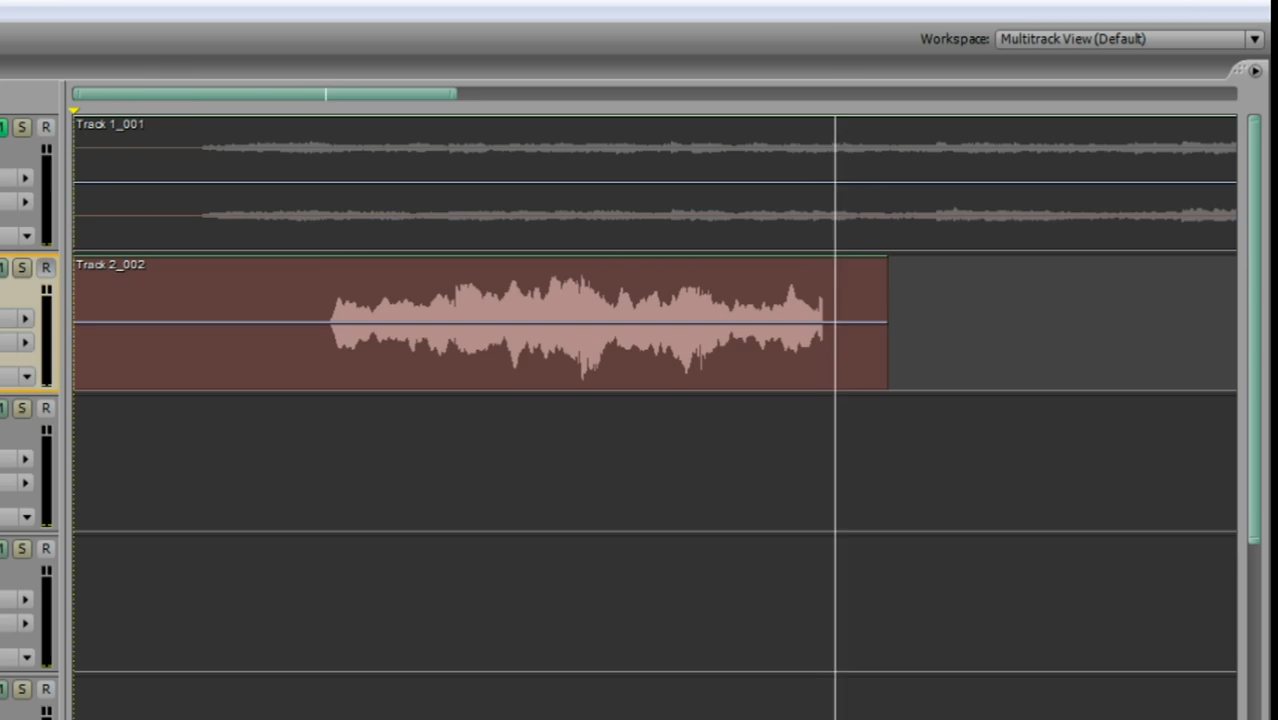 Workspace: Multitrack View (Default)
M S R
Track 1_001
M S R
Track 2_002
M S R
M S R
S R